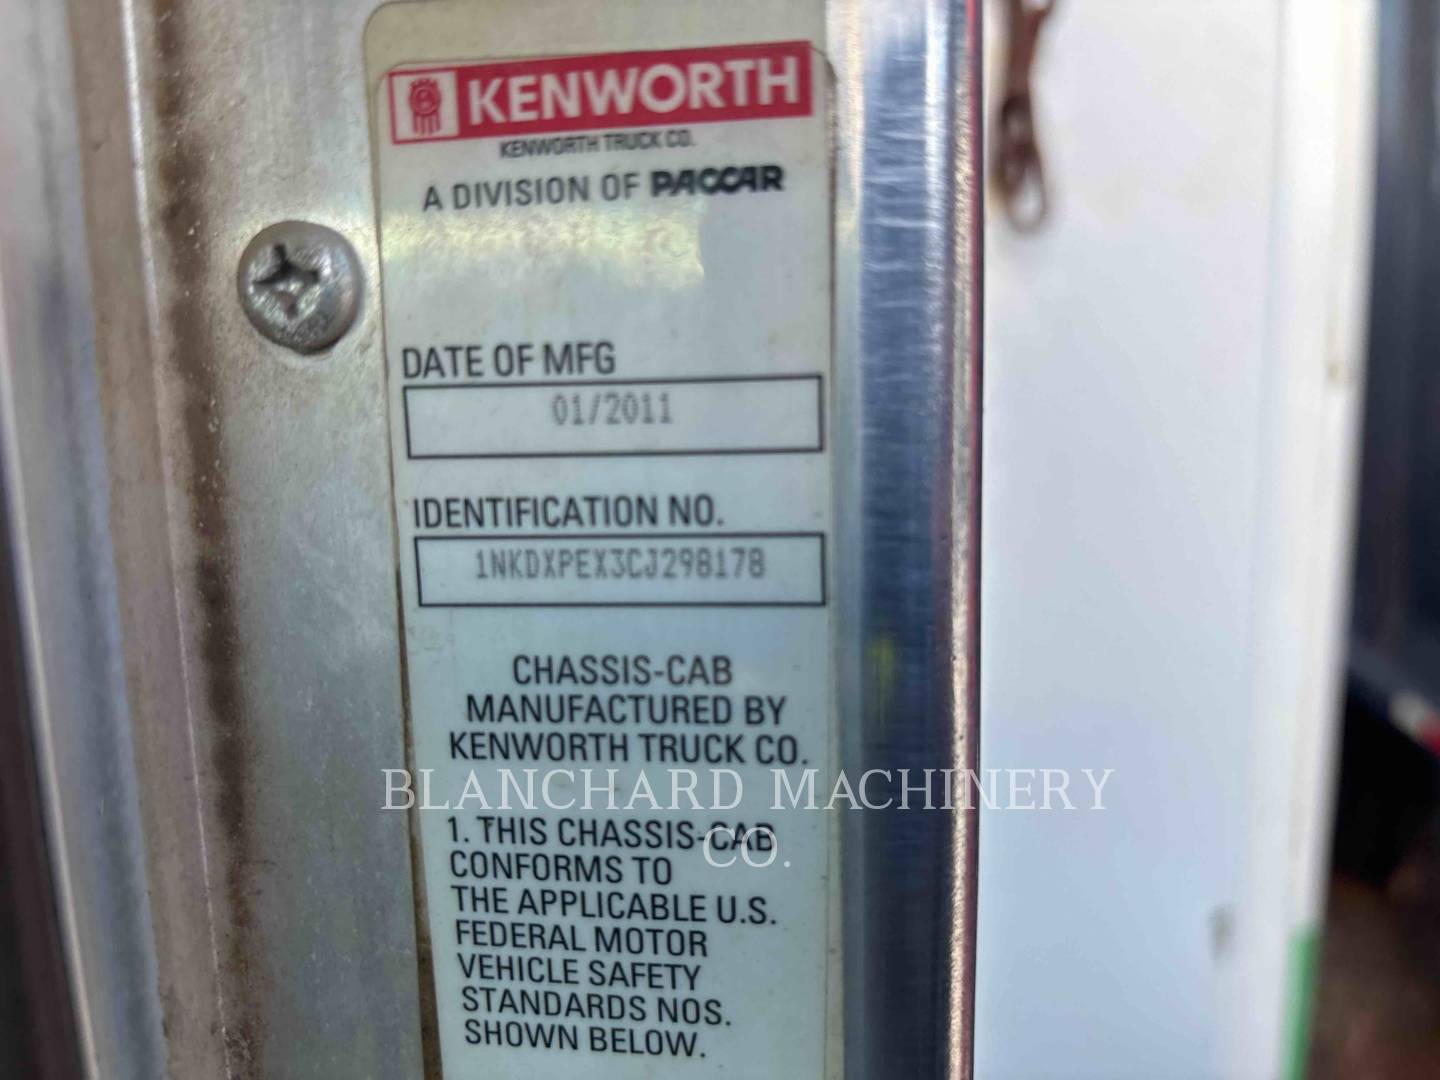 KENWORTH
KENWORTH TRUCK CO.
A DIVISION OF PACCAR
DATE OF MFG
01/2011
IDENTIFICATION NO.
1NKDXPEX3CJ298178
CHASSIS-CAB
MANUFACTURED BY
KENWORTH TRUCK CO.
BLANCHARD MACHINERY
CO.
1. THIS CHASSIS-CAB
CONFORMS TO
THE APPLICABLE U.S.
FEDERAL MOTOR
VEHICLE SAFETY
STANDARDS NOS.
SHOWN BELOW.